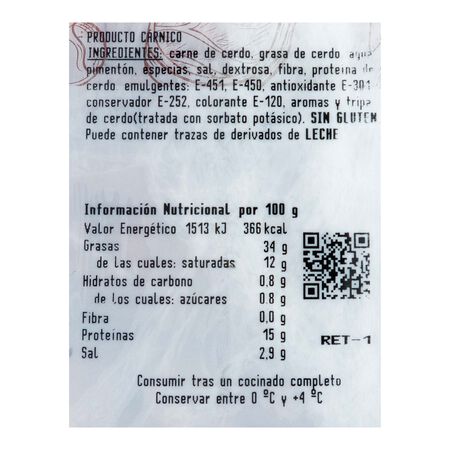 PRODUCTO CÁRNICO
INGREDIENTES: carne de cerdo, grasa de cerdo agua
pimentón, especias, sal, dextrosa, fibra, proteina de
cerdo, emulgentes: E-451, E-450, antioxidante E-301
conservador E-252, colorante E-120, aromas y tripa
de cerdo(tratada con sorbato potásico). SIN GLUTEN
Puede contener trazas de derivados de LECHE
Información Nutricional por 100 g
Valor Energético 1513 kJ 366 kcal
Grasas 34 g
de las cuales: saturadas 12 g
Hidratos de carbono 0,8 g
de los cuales: azúcares 0.8 g
Fibra 0,0 g
Proteínas 15 g
Sal 2,9 g
RET-1
Consumir tras un cocinado completo
Conservar entre 0 ºC y +4 ºC